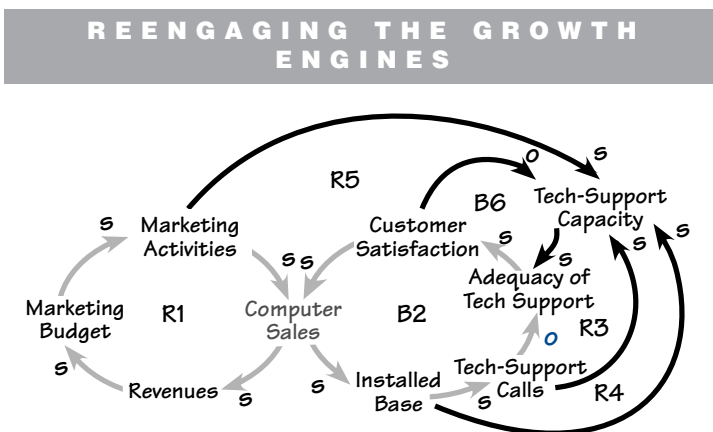 REENGAGING THE GROWTH
ENGINES
R5
o
s
B6
Tech-Support
Capacity
s
Marketing
Activities
Customer
Satisfaction
s
s
s
s s
s
Adequacy of
Tech Support
Marketing
Budget
R1
Computer
Sales
B2
o
R3
s
Revenues
s
s
Installed
Base
s
Tech-Support
Calls
R4